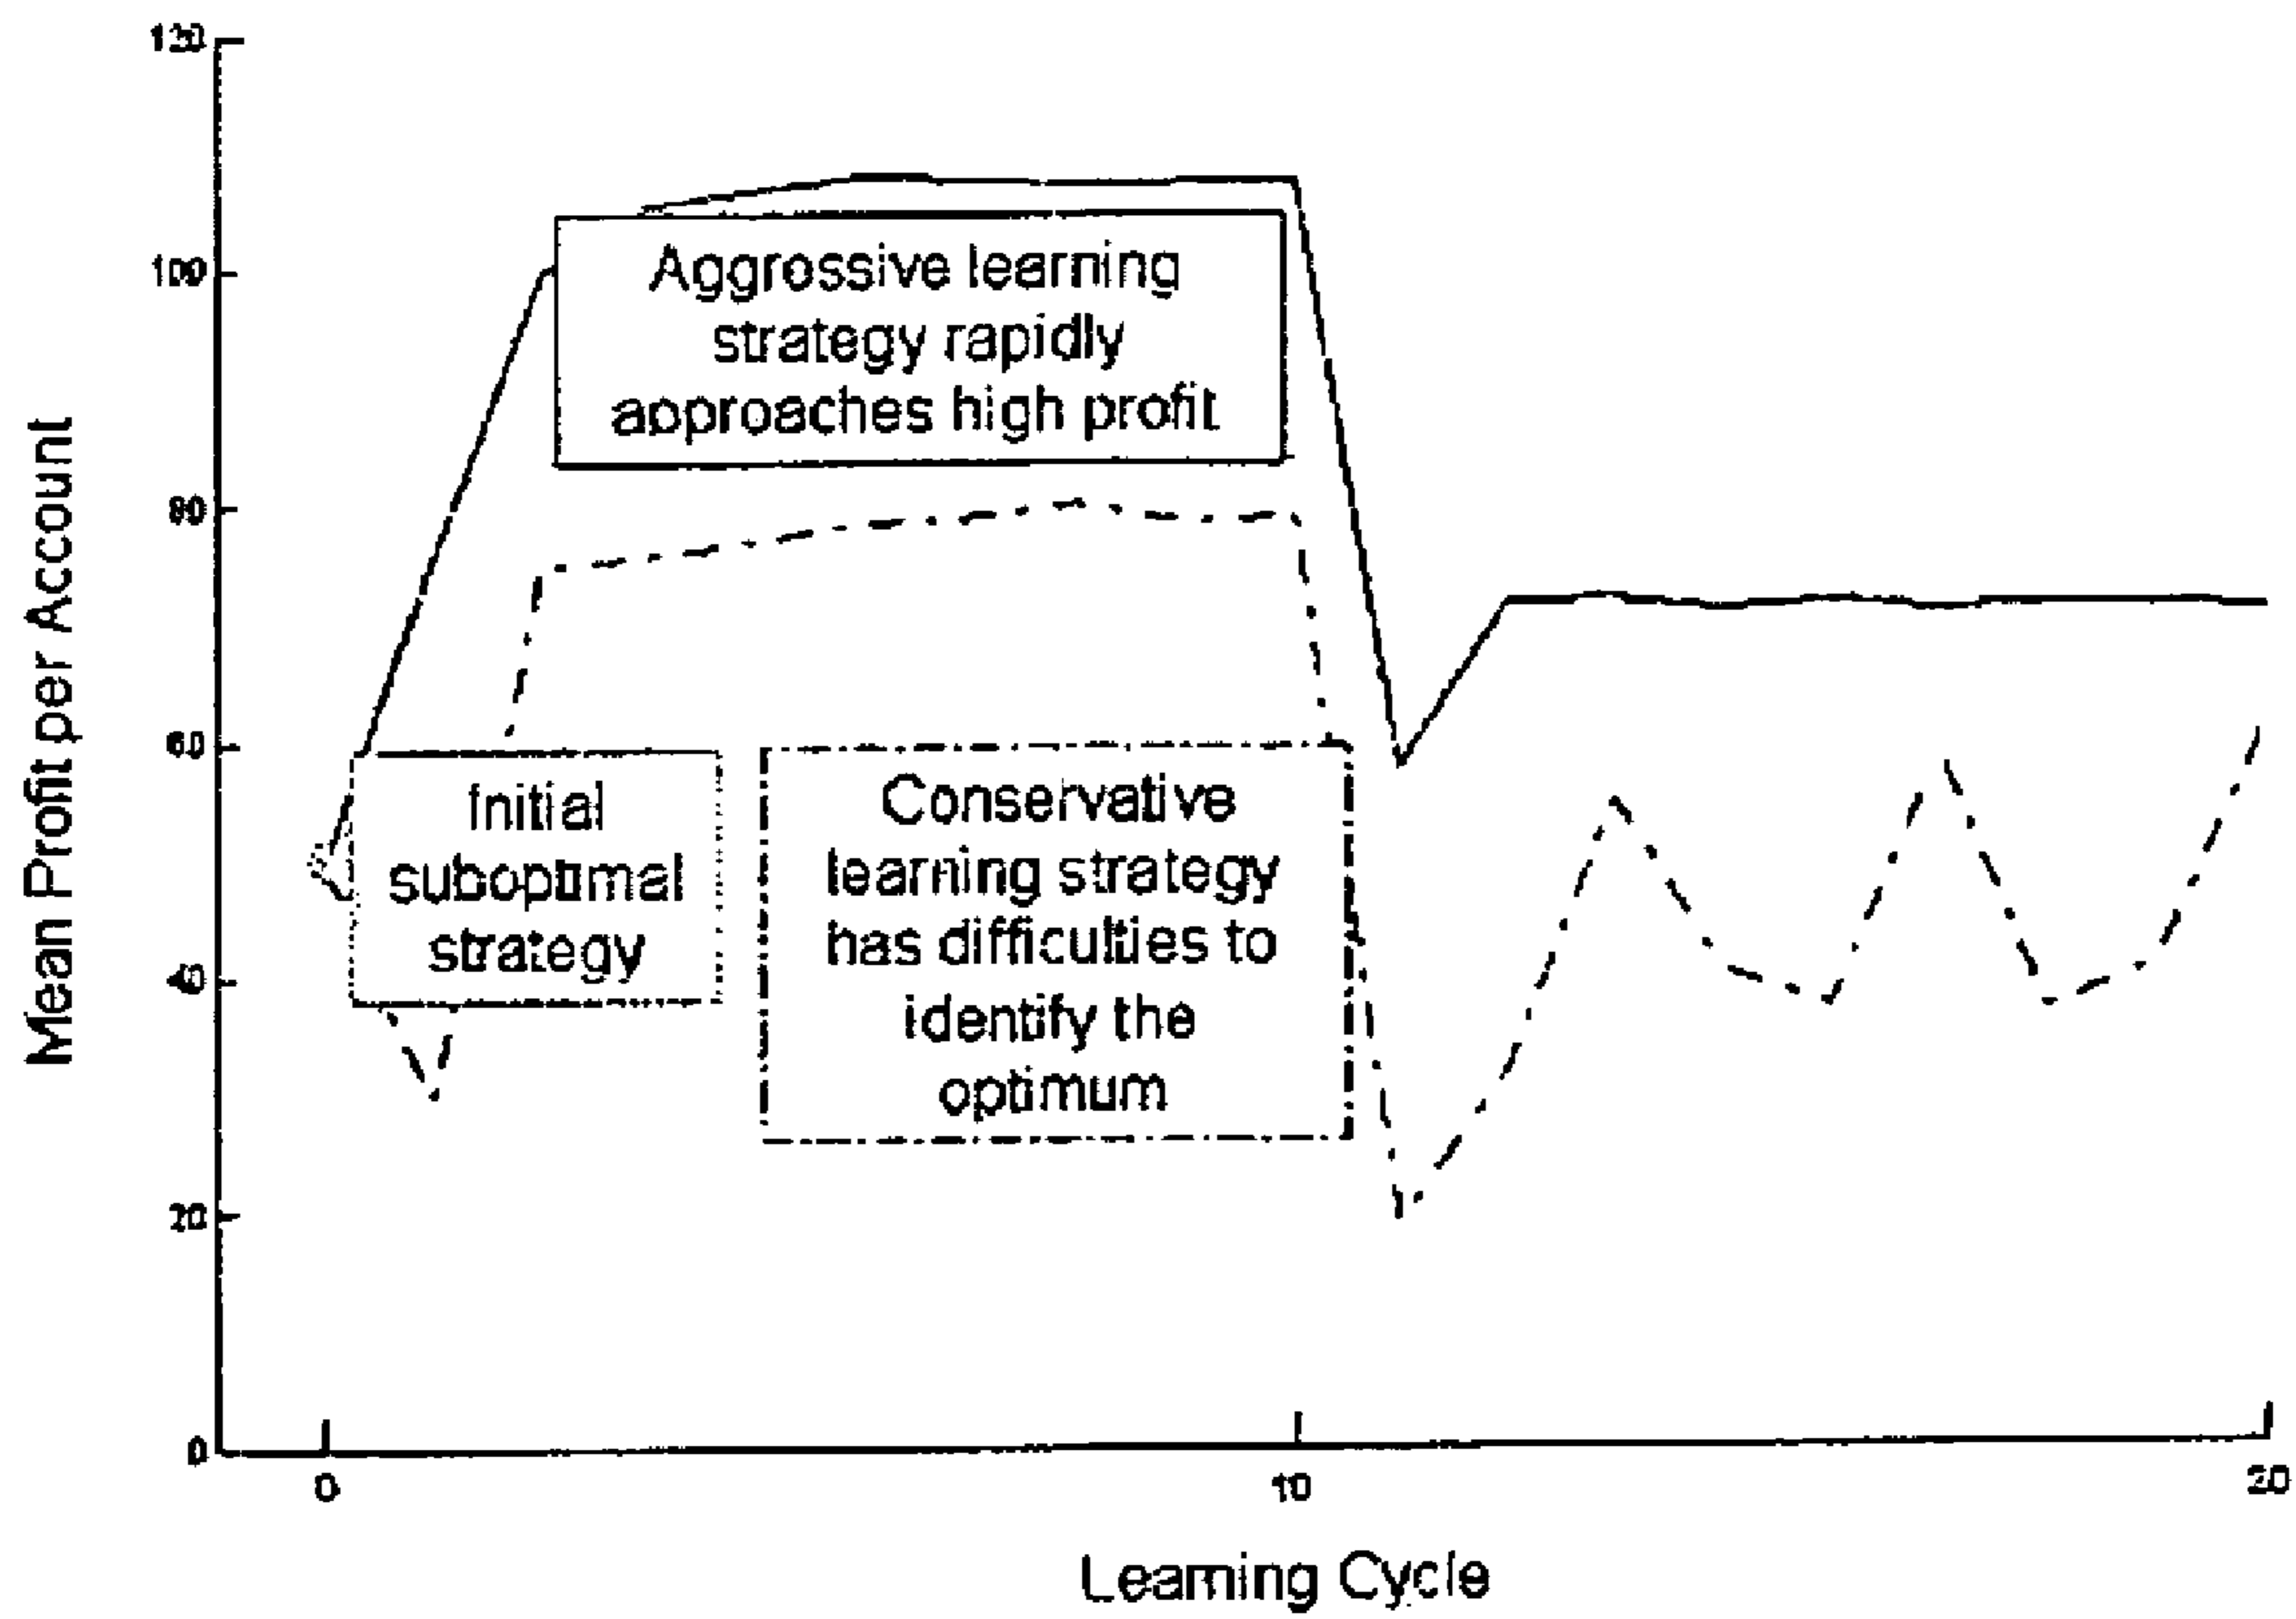 120
100
80
60
40
20
0
Mean Profit per Account
Aggressive learning
strategy rapidly
approaches high profit
Initial
suboptimal
strategy
Conservative
learning strategy
has difficulties to
identify the
optimum
0
10
20
Learning Cycle